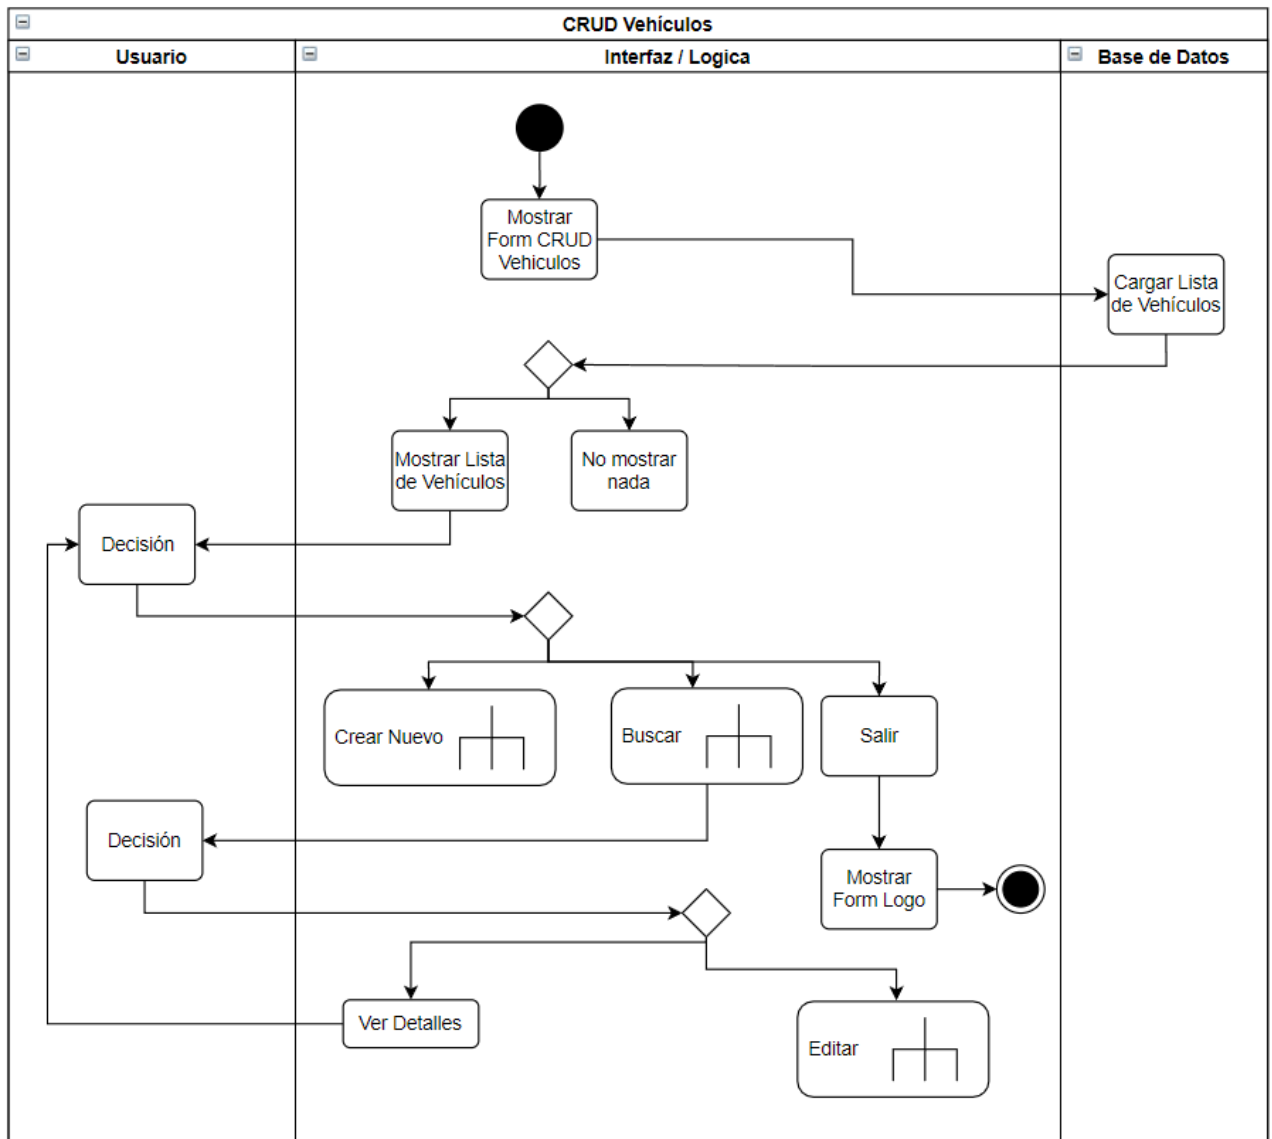 CRUD Vehículos
Usuario
Interfaz / Logica
Base de Datos
Mostrar
Form CRUD
Vehiculos
Cargar Lista
de Vehículos
Mostrar Lista
de Vehículos
No mostrar
nada
Decisión
Crear Nuevo
Buscar
Salir
Decisión
Mostrar
Form Logo
Ver Detalles
Editar